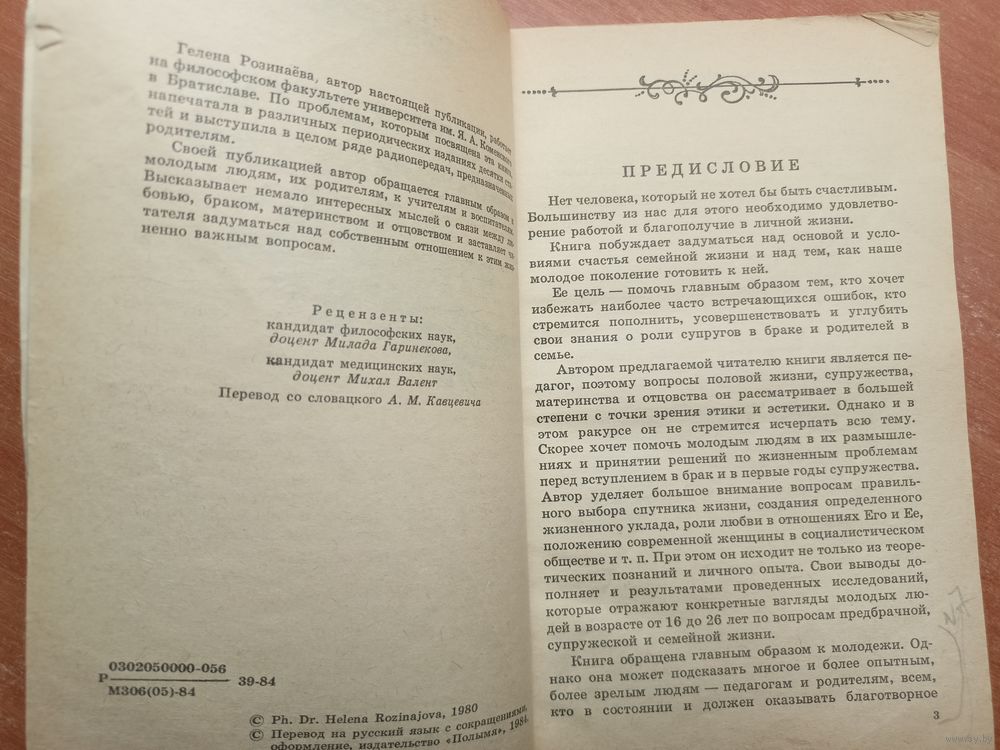 Гелена Розинаёва, автор настоящей публикации, работает
на философском факультете университета им. Я. А. Коменского
в Братиславе. По проблемам, которым посвящена эта книга,
напечатала в различных периодических изданиях десятки ста-
тей и выступила в целом ряде радиопередач, предназначенных
родителям.
Своей публикацией автор обращается главным образом к
молодым людям, их родителям, к учителям и воспитателям.
Высказывает немало интересных мыслей о связи между лю-
бовью, браком, материнством и отцовством и заставляет чи-
тателя задуматься над собственным отношением к этим жиз-
ненно важным вопросам.
Рецензенты:
кандидат философских наук,
доцент Милада Гаринекова,
кандидат медицинских наук,
доцент Михал Валент
Перевод со словацкого А. М. Кавцевича
0302050000-056
Р 39-84
М306(05)-84
© Ph. Dr. Helena Rozinajova, 1980
© Перевод на русский язык с сокращениями,
оформление, издательство «Полымя», 1984.
ПРЕДИСЛОВИЕ
Нет человека, который не хотел бы быть счастливым.
Большинству из нас для этого необходимо удовлетво-
рение работой и благополучие в личной жизни.
Книга побуждает задуматься над основой и усло-
виями счастья семейной жизни и над тем, как наше
молодое поколение готовить к ней.
Ее цель — помочь главным образом тем, кто хочет
избежать наиболее часто встречающихся ошибок, кто
стремится пополнить, усовершенствовать и углубить
свои знания о роли супругов в браке и родителей в
семье.
Автором предлагаемой читателю книги является пе-
дагог, поэтому вопросы половой жизни, супружества,
материнства и отцовства он рассматривает в большей
степени с точки зрения этики и эстетики. Однако и в
этом ракурсе он не стремится исчерпать всю тему.
Скорее хочет помочь молодым людям в их размышле-
ниях и принятии решений по жизненным проблемам
перед вступлением в брак и в первые годы супружества.
Автор уделяет большое внимание вопросам правиль-
ного выбора спутника жизни, создания определенного
жизненного уклада, роли любви в отношениях Его и Ее,
положению современной женщины в социалистическом
обществе и т. п. При этом он исходит не только из теоре-
тических познаний и личного опыта. Свои выводы до-
полняет и результатами проведенных исследований,
которые отражают конкретные взгляды молодых лю-
дей в возрасте от 16 до 26 лет по вопросам предбрачной,
супружеской и семейной жизни.
Книга обращена главным образом к молодежи. Од-
нако она может подсказать многое и более опытным,
более зрелым людям — педагогам и родителям, всем,
кто в состоянии и должен оказывать благотворное
3